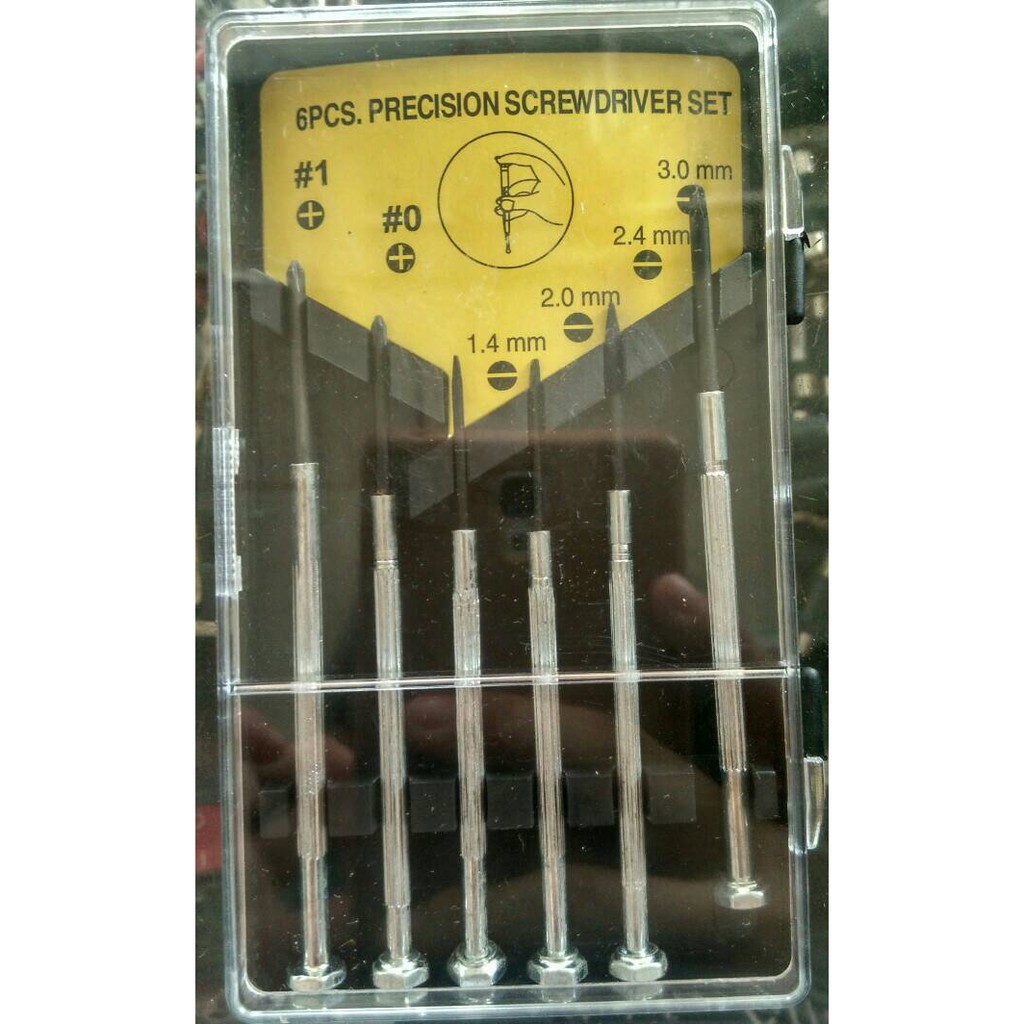 6PCS. PRECISION SCREWDRIVER SET
#1
#0
3.0 mm
2.4 mm
2.0 mm
1.4 mm